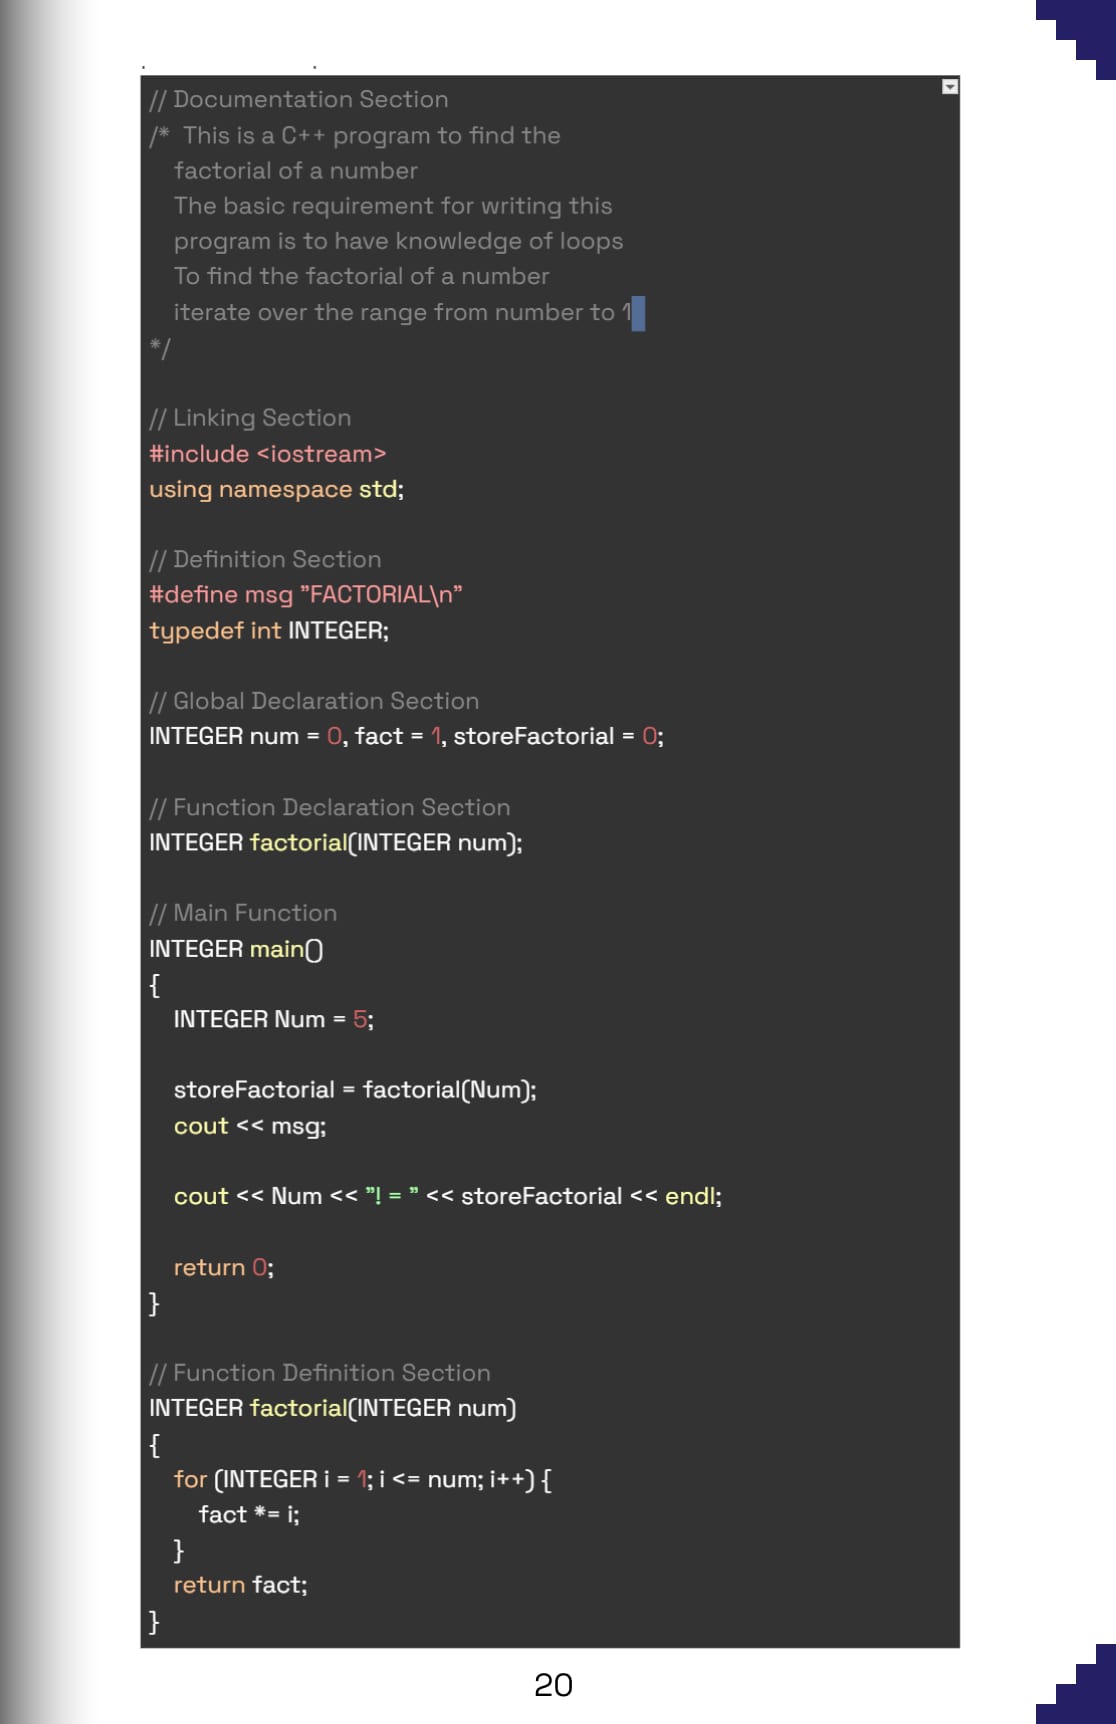 // Documentation Section
/*  This is a C++ program to find the
    factorial of a number
    The basic requirement for writing this
    program is to have knowledge of loops
    To find the factorial of a number
    iterate over the range from number to 1
*/

// Linking Section
#include <iostream>
using namespace std;

// Definition Section
#define msg "FACTORIAL\n"
typedef int INTEGER;

// Global Declaration Section
INTEGER num = 0, fact = 1, storeFactorial = 0;

// Function Declaration Section
INTEGER factorial(INTEGER num);

// Main Function
INTEGER main()
{
    INTEGER Num = 5;

    storeFactorial = factorial(Num);
    cout << msg;

    cout << Num << "! = " << storeFactorial << endl;

    return 0;
}

// Function Definition Section
INTEGER factorial(INTEGER num)
{
    for (INTEGER i = 1; i <= num; i++) {
        fact *= i;
    }
    return fact;
}
20